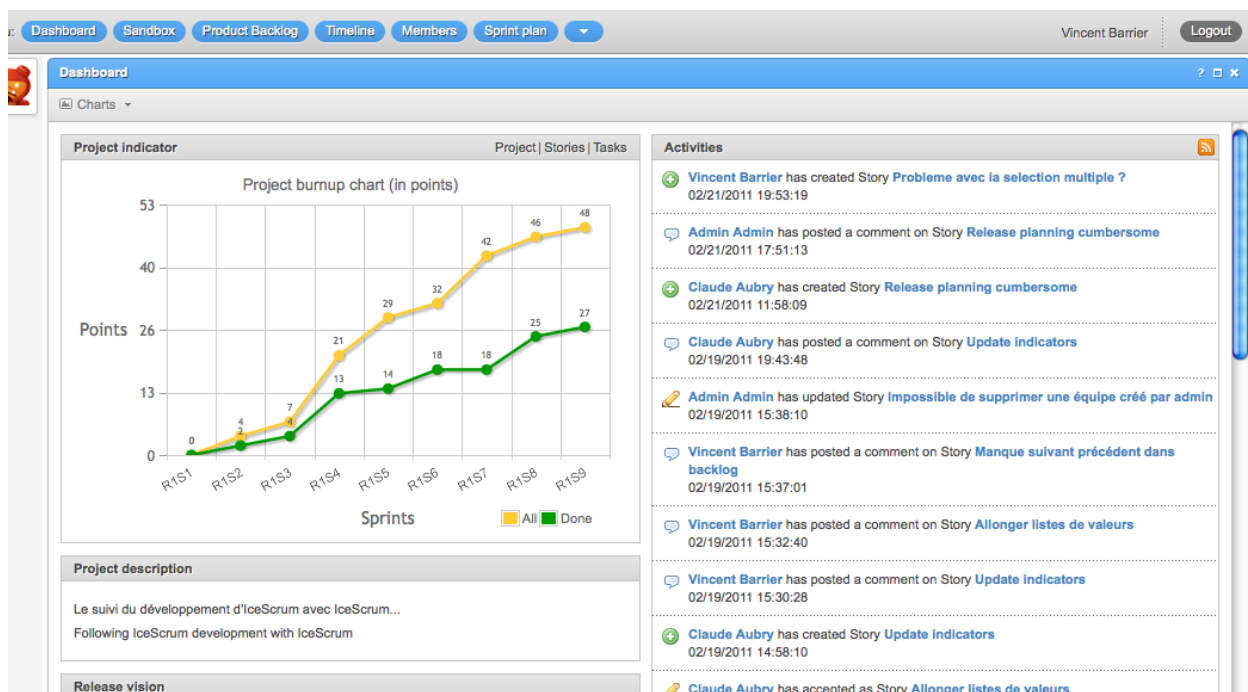 u: Dashboard Sandbox Product Backlog Timeline Members Sprint plan Vincent Barrier Logout
Dashboard ?
Charts
Project indicator Project | Stories | Tasks
Project burnup chart (in points)
53
40
Points 26
13
0
0
4
2
7
4
21
13
29
14
32
18
42
18
46
25
48
27
R1S1 R1S2 R1S3 R1S4 R1S5 R1S6 R1S7 R1S8 R1S9
Sprints
All Done
Project description
Le suivi du développement d'IceScrum avec IceScrum...
Following IceScrum development with IceScrum
Release vision
Activities
Vincent Barrier has created Story Probleme avec la selection multiple ?
02/21/2011 19:53:19
Admin Admin has posted a comment on Story Release planning cumbersome
02/21/2011 17:51:13
Claude Aubry has created Story Release planning cumbersome
02/21/2011 11:58:09
Claude Aubry has posted a comment on Story Update indicators
02/19/2011 19:43:48
Admin Admin has updated Story Impossible de supprimer une équipe créé par admin
02/19/2011 15:38:10
Vincent Barrier has posted a comment on Story Manque suivant précédent dans
backlog
02/19/2011 15:37:01
Vincent Barrier has posted a comment on Story Allonger listes de valeurs
02/19/2011 15:32:40
Vincent Barrier has posted a comment on Story Update indicators
02/19/2011 15:30:28
Claude Aubry has created Story Update indicators
02/19/2011 14:58:10
Claude Aubry has accepted as Story Allonger listes de valeurs